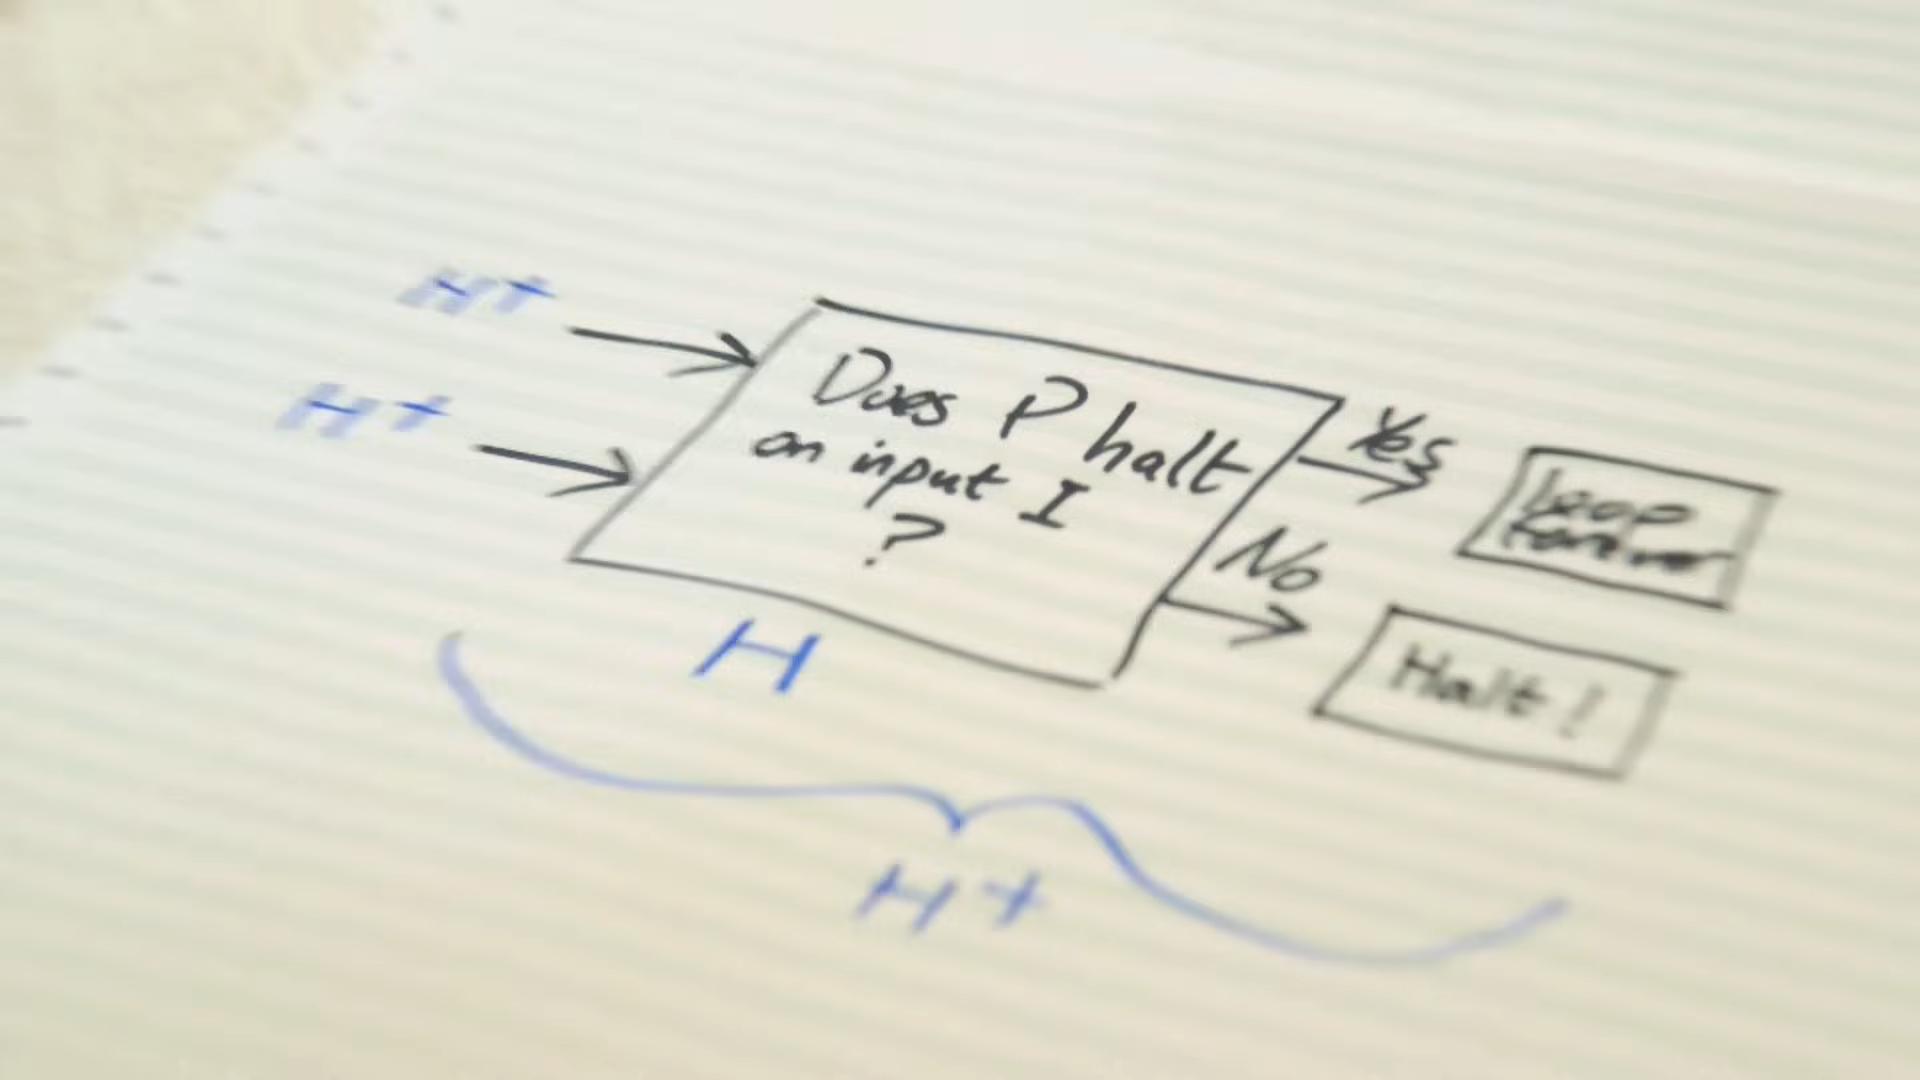 H+
H+
Does P halt
on input I
?
Yes
No
Loop
forever
Halt!
H
H+